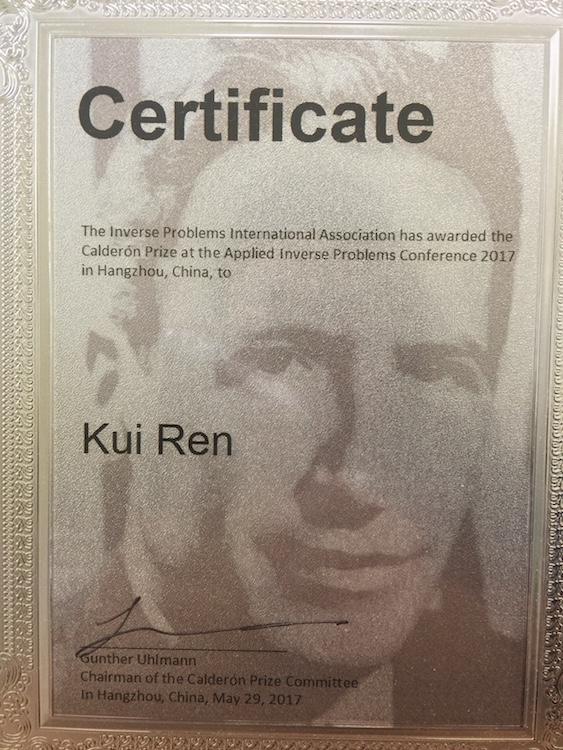 Certificate
The Inverse Problems International Association has awarded the
Calderón Prize at the Applied Inverse Problems Conference 2017
in Hangzhou, China, to
Kui Ren
Gunther Uhlmann
Chairman of the Calderón Prize Committee
In Hangzhou, China, May 29, 2017